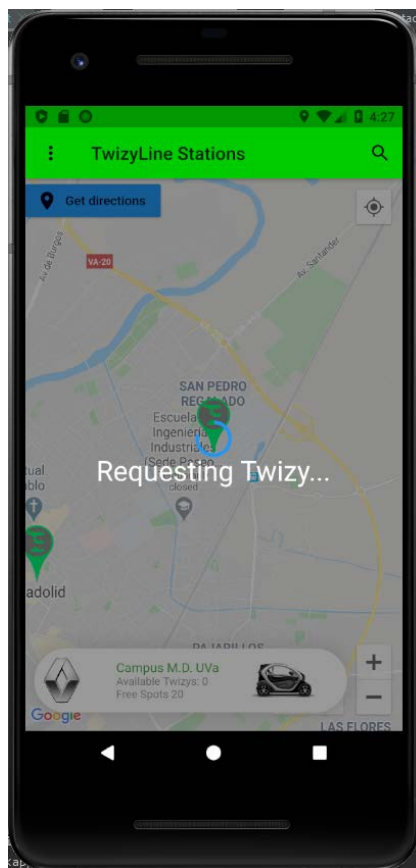 4:27
TwizyLine Stations
Get directions
Av. de Burgos
VA-20
Av. Santander
SAN PEDRO
REGALADO
Escuela
Ingenierías
Industriales
(Sede Paseo
closed
Requesting Twizy...
adolid
PAJARILLOS
Campus M.D. UVa
Available Twizys: 0
Free Spots 20
+
−
Google
LAS FLORES